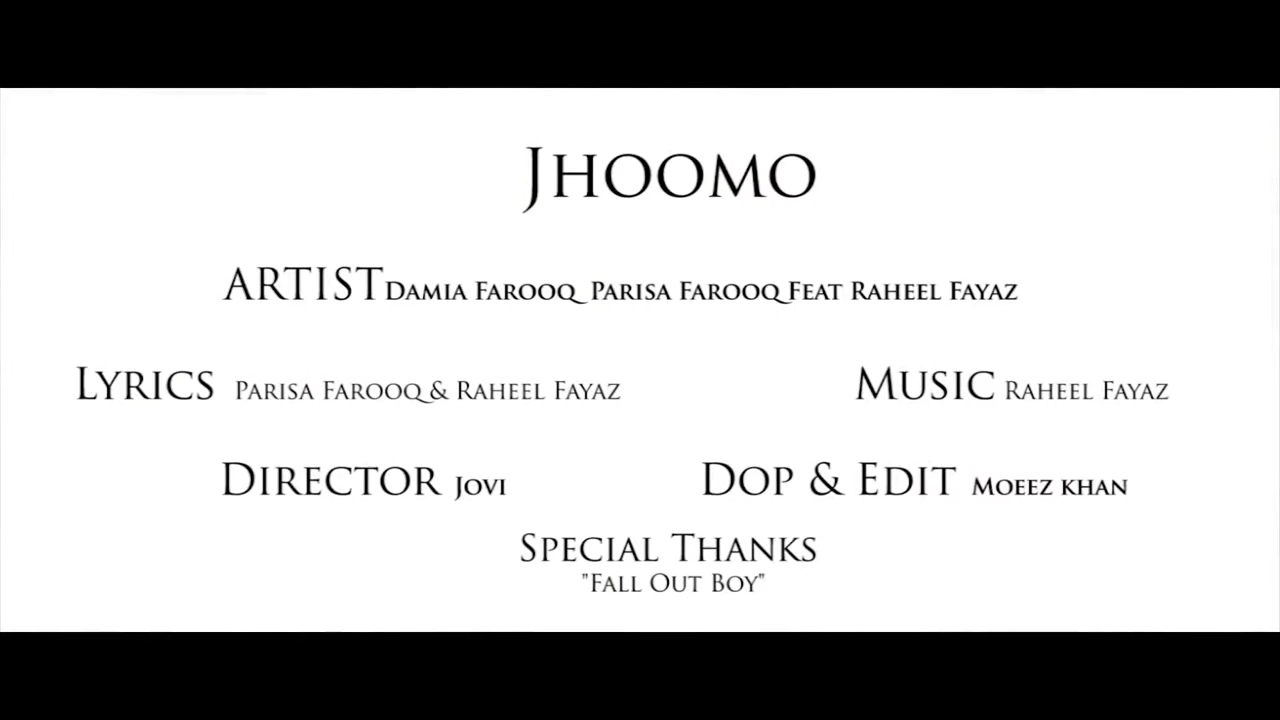 Jhoomo
ARTIST Damia Farooq Parisa Farooq Feat Raheel Fayaz
Lyrics Parisa Farooq & Raheel Fayaz Music Raheel Fayaz
Director Jovi Dop & Edit Moeez khan
Special Thanks
"Fall Out Boy"